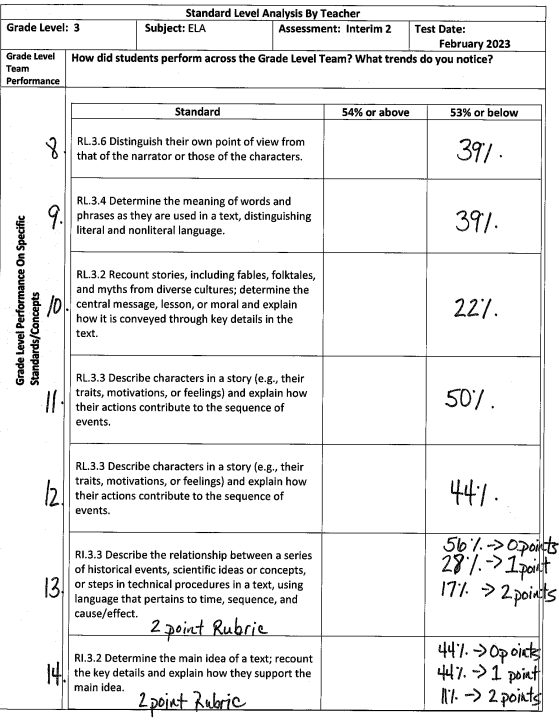 Standard Level Analysis By Teacher
Grade Level: 3 Subject: ELA Assessment: Interim 2 Test Date:
February 2023
Grade Level
Team
Performance
How did students perform across the Grade Level Team? What trends do you notice?
Grade Level Performance On Specific
Standards/Concepts
Standard 54% or above 53% or below
8. RL.3.6 Distinguish their own point of view from
that of the narrator or those of the characters.
39%.
9. RL.3.4 Determine the meaning of words and
phrases as they are used in a text, distinguishing
literal and nonliteral language.
39%.
10. RL.3.2 Recount stories, including fables, folktales,
and myths from diverse cultures; determine the
central message, lesson, or moral and explain
how it is conveyed through key details in the
text.
22%.
11. RL.3.3 Describe characters in a story (e.g., their
traits, motivations, or feelings) and explain how
their actions contribute to the sequence of
events.
50%.
12. RL.3.3 Describe characters in a story (e.g., their
traits, motivations, or feelings) and explain how
their actions contribute to the sequence of
events.
44%.
13. RI.3.3 Describe the relationship between a series
of historical events, scientific ideas or concepts,
or steps in technical procedures in a text, using
language that pertains to time, sequence, and
cause/effect.
2 point Rubric
56% -> 0 points
28% -> 1 point
17% -> 2 points
14. RI.3.2 Determine the main idea of a text; recount
the key details and explain how they support the
main idea.
2 point Rubric
44% -> 0 points
44% -> 1 point
11% -> 2 points